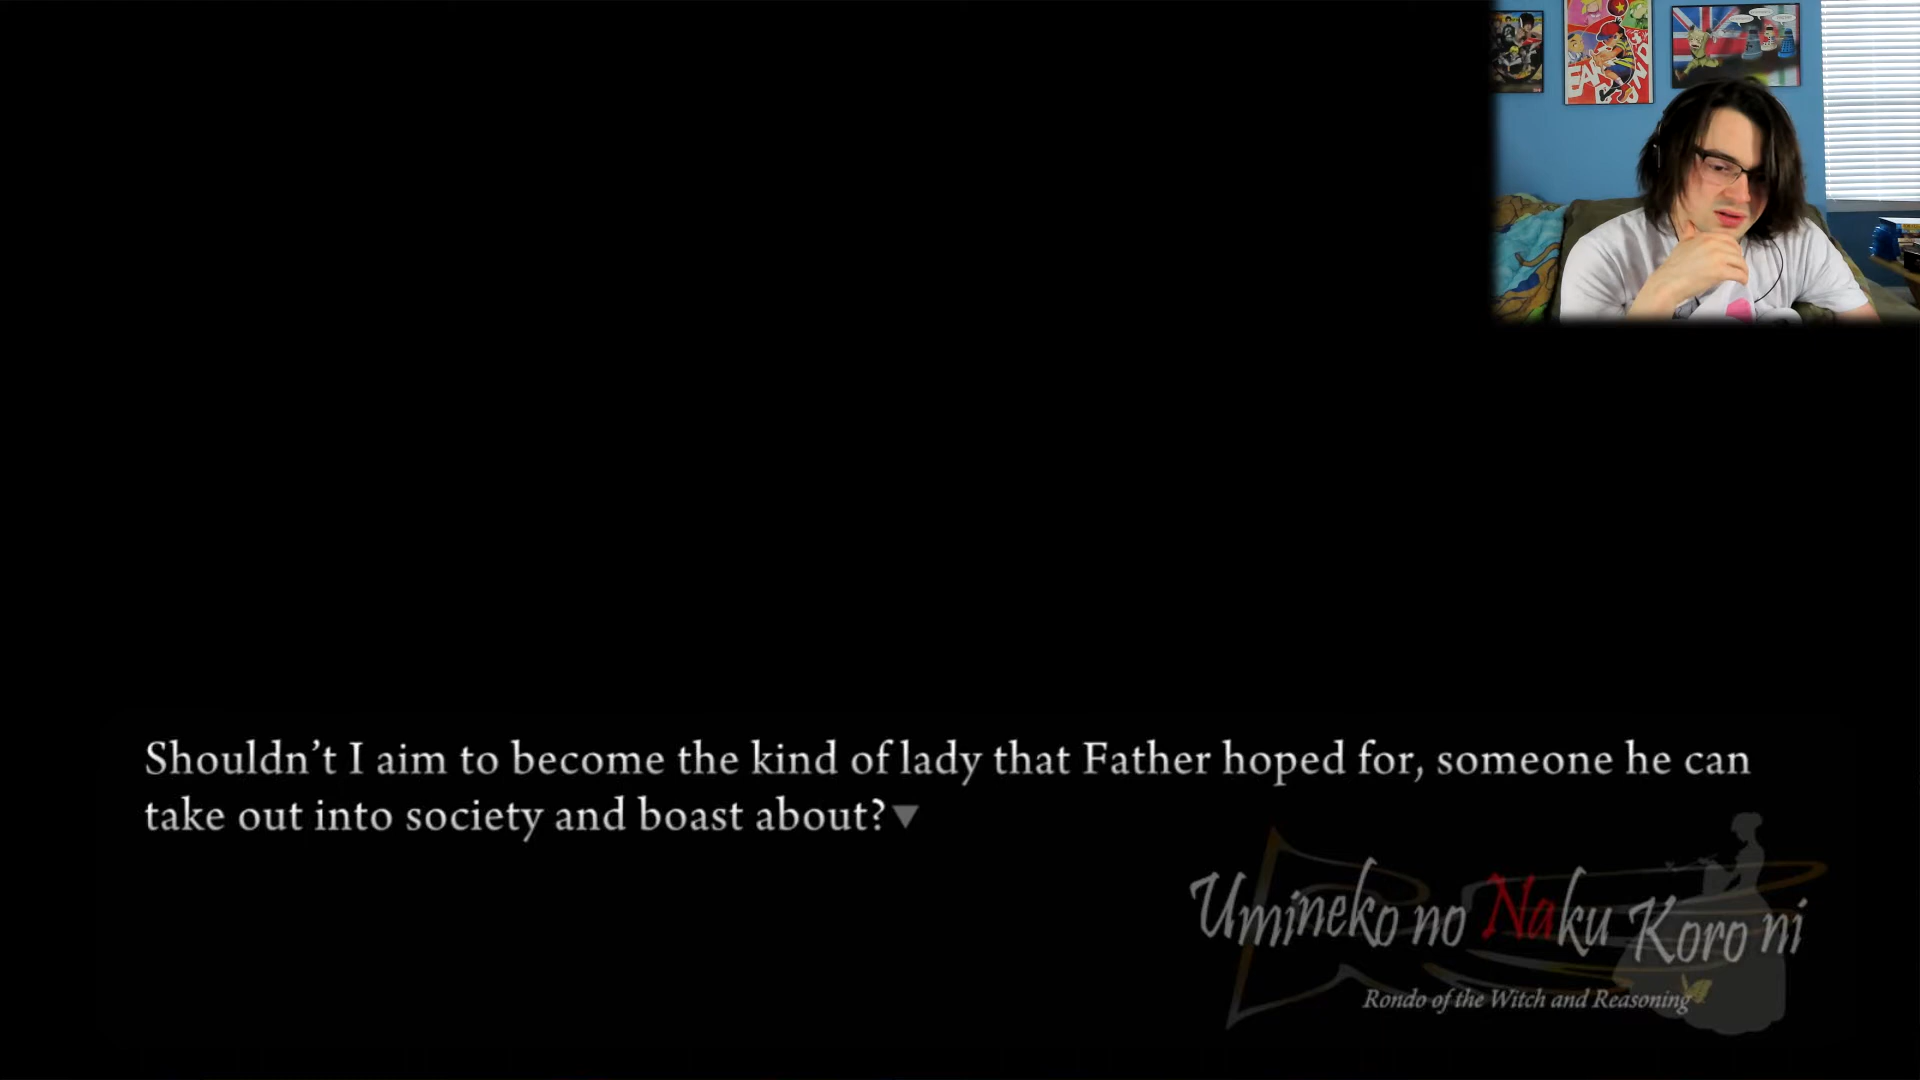 Shouldn't I aim to become the kind of lady that Father hoped for, someone he can
take out into society and boast about?
Umineko no Naku Koro ni
Rondo of the Witch and Reasoning